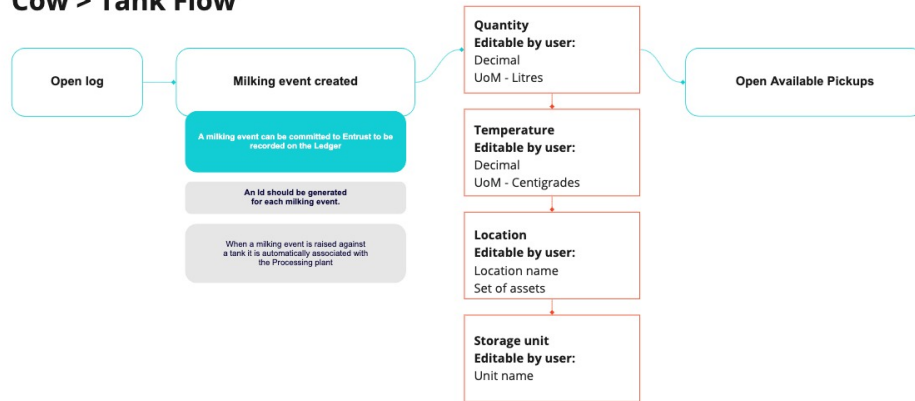 Cow > Tank Flow
Open log
Milking event created
A milking event can be committed to Entrust to be
recorded on the Ledger
An Id should be generated
for each milking event.
When a milking event is raised against
a tank it is automatically associated with
the Processing plant
Quantity
Editable by user:
Decimal
UoM - Litres
Temperature
Editable by user:
Decimal
UoM - Centigrades
Location
Editable by user:
Location name
Set of assets
Storage unit
Editable by user:
Unit name
Open Available Pickups